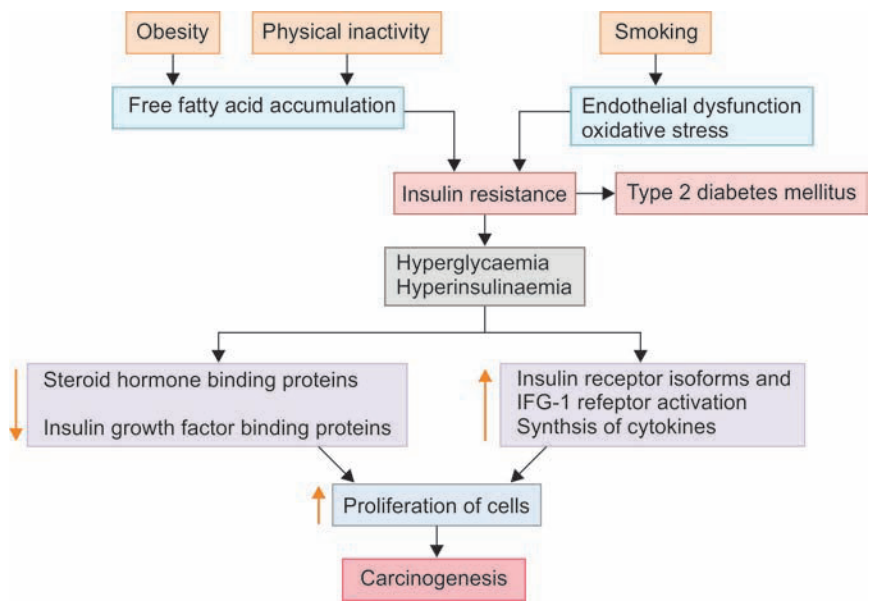 Obesity
Physical inactivity
Smoking
Free fatty acid accumulation
Endothelial dysfunction
oxidative stress
Insulin resistance
Type 2 diabetes mellitus
Hyperglycaemia
Hyperinsulinaemia
Steroid hormone binding proteins
Insulin growth factor binding proteins
Insulin receptor isoforms and
IFG-1 refeptor activation
Synthsis of cytokines
Proliferation of cells
Carcinogenesis